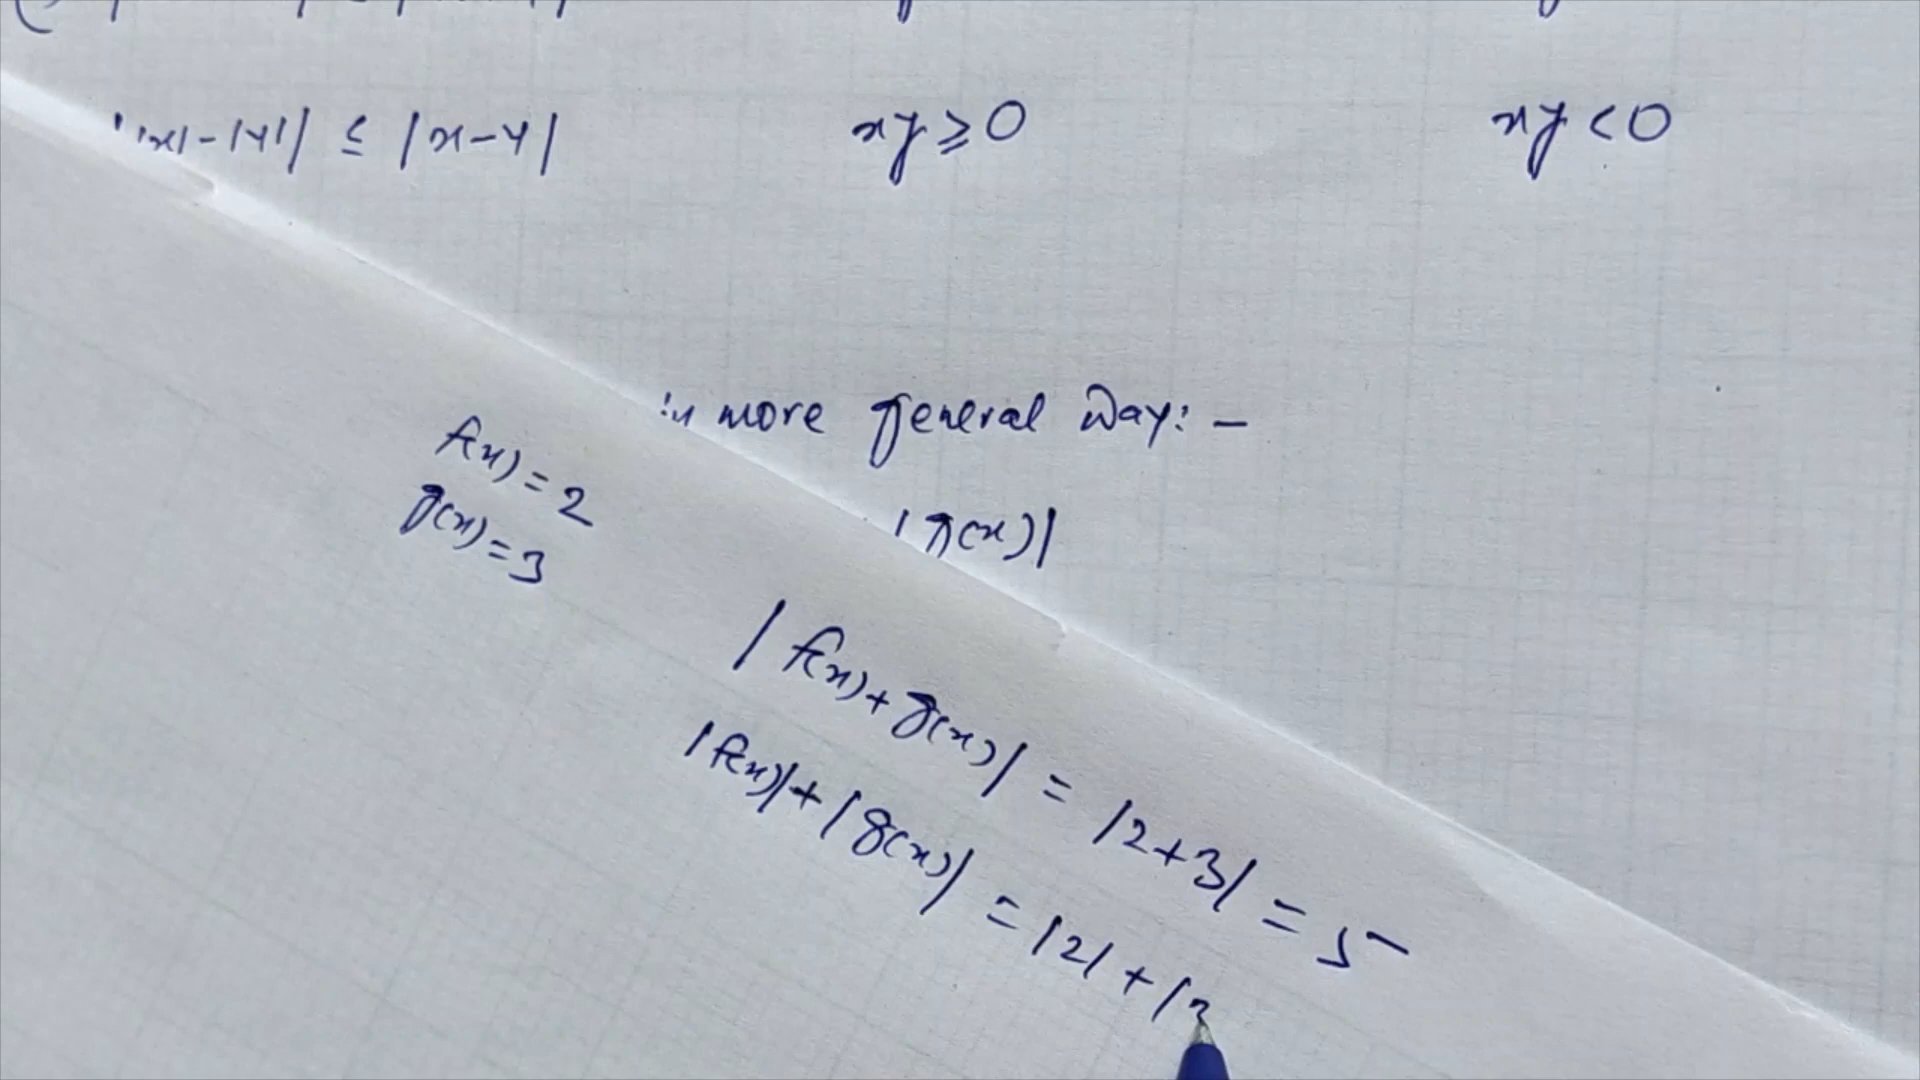 ||x|-|y|| ≤ |x-y| xy ≥ 0 xy < 0
in more general way: –
|g(x)|
f(x) = 2
g(x) = 3
|f(x)+g(x)| = |2+3| = 5
|f(x)|+|g(x)| = |2|+|3